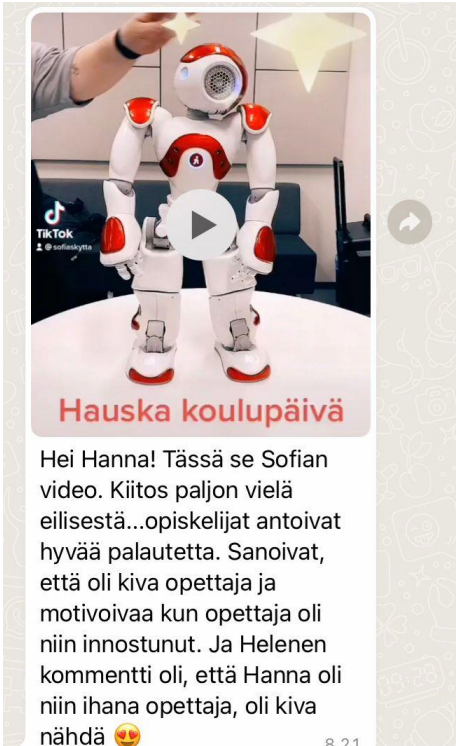 TikTok
@sofiaskytta
Hauska koulupäivä
Hei Hanna! Tässä se Sofian
video. Kiitos paljon vielä
eilisestä...opiskelijat antoivat
hyvää palautetta. Sanoivat,
että oli kiva opettaja ja
motivoivaa kun opettaja oli
niin innostunut. Ja Helenen
kommentti oli, että Hanna oli
niin ihana opettaja, oli kiva
nähdä 😍
8.21